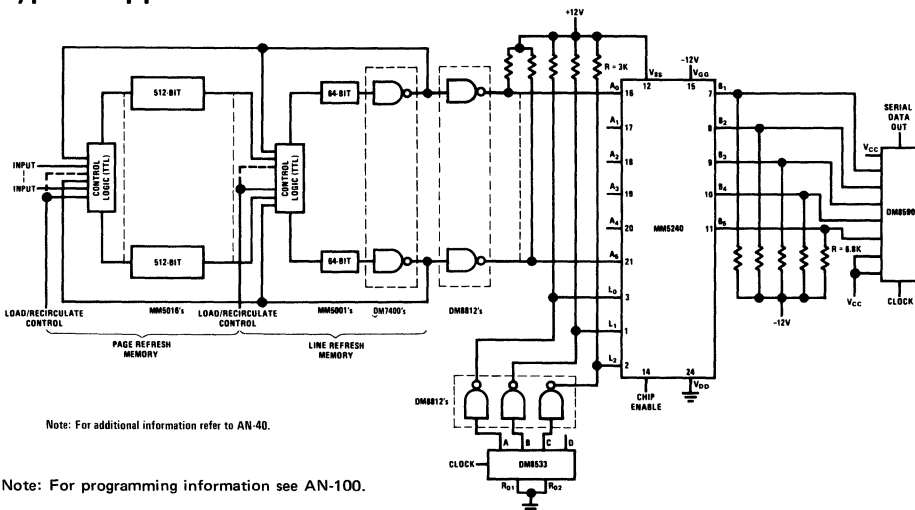 +12V
-12V
R = 3K
VSS
VGG
12
15
512-BIT
64-BIT
A0
16
B1
7
SERIAL
DATA
OUT
A1
17
B2
8
VCC
INPUT
INPUT
CONTROL
LOGIC (TTL)
CONTROL
LOGIC (TTL)
A2
18
B3
9
A3
19
B4
10
DM8590
A4
20
MM5240
B5
11
R = 6.8K
512-BIT
64-BIT
A5
21
LOAD/RECIRCULATE
CONTROL
MM5016's
LOAD/RECIRCULATE
CONTROL
MM5001's
DM7400's
DM8812's
L0
3
VCC
CLOCK
-12V
PAGE REFRESH
MEMORY
LINE REFRESH
MEMORY
L1
1
L2
2
14
24
VDD
CHIP
ENABLE
DM8812's
Note: For additional information refer to AN-40.
A
B
C
D
CLOCK
DM8533
R01
R02
Note: For programming information see AN-100.